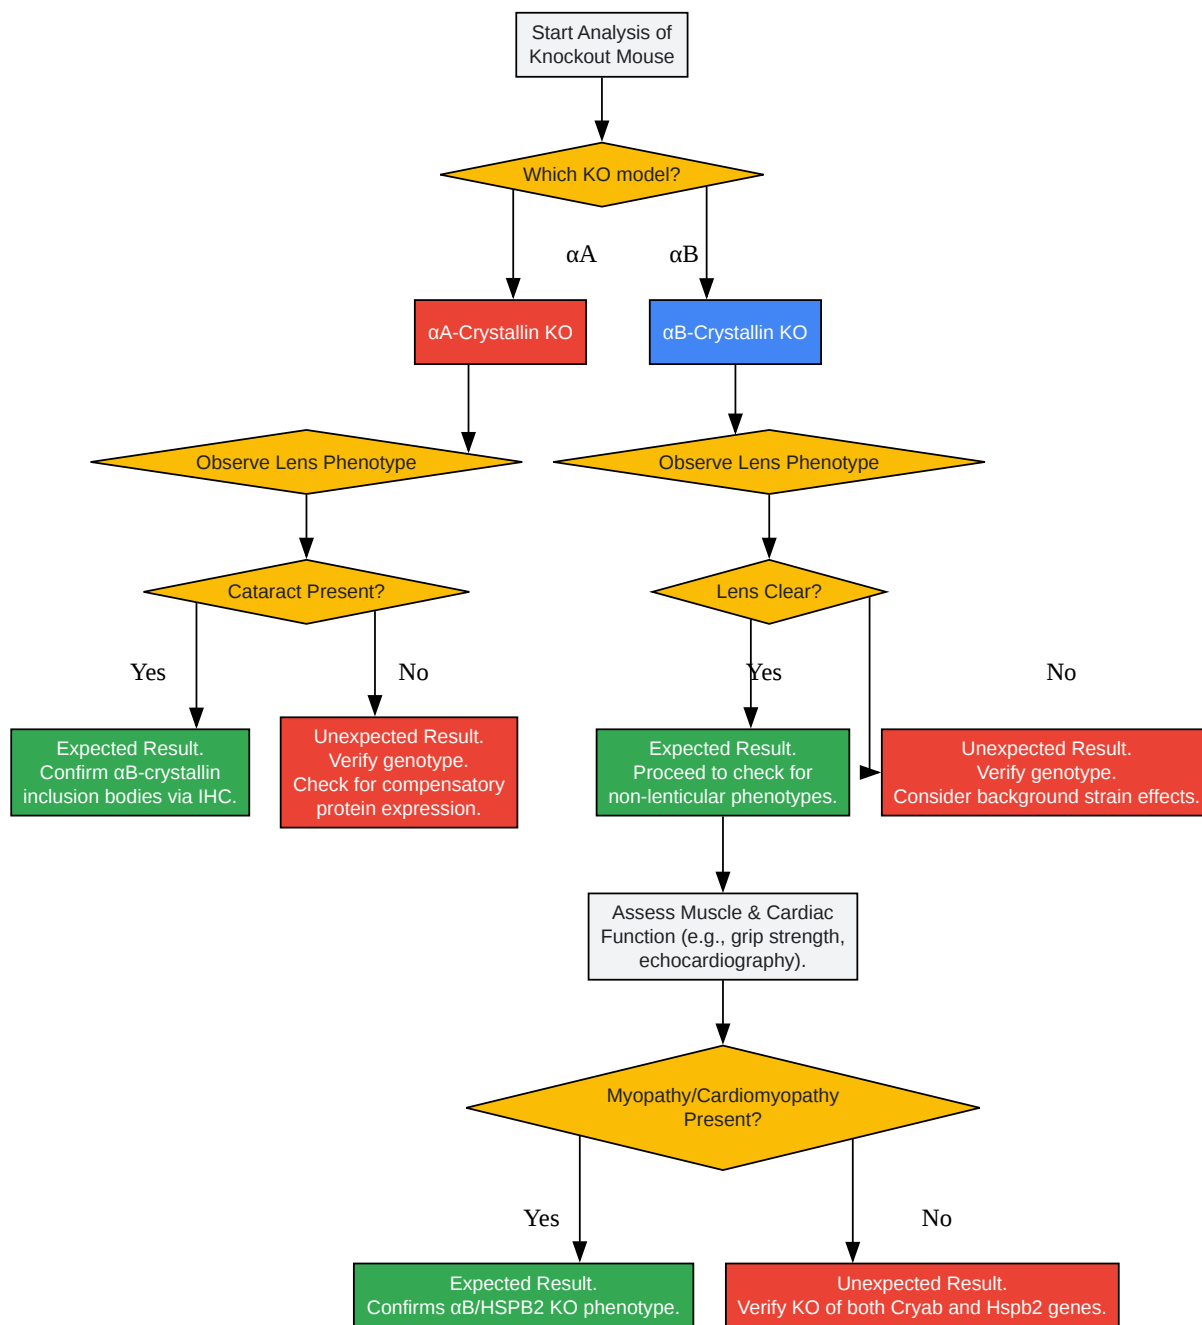 Start Analysis of
Knockout Mouse
Which KO model?
αA
αB
αA-Crystallin KO
αB-Crystallin KO
Observe Lens Phenotype
Observe Lens Phenotype
Cataract Present?
Lens Clear?
Yes
No
Yes
No
Expected Result.
Confirm αB-crystallin
inclusion bodies via IHC.
Unexpected Result.
Verify genotype.
Check for compensatory
protein expression.
Expected Result.
Proceed to check for
non-lenticular phenotypes.
Unexpected Result.
Verify genotype.
Consider background strain effects.
Assess Muscle & Cardiac
Function (e.g., grip strength,
echocardiography).
Myopathy/Cardiomyopathy
Present?
Yes
No
Expected Result.
Confirms αB/HSPB2 KO phenotype.
Unexpected Result.
Verify KO of both Cryab and Hspb2 genes.